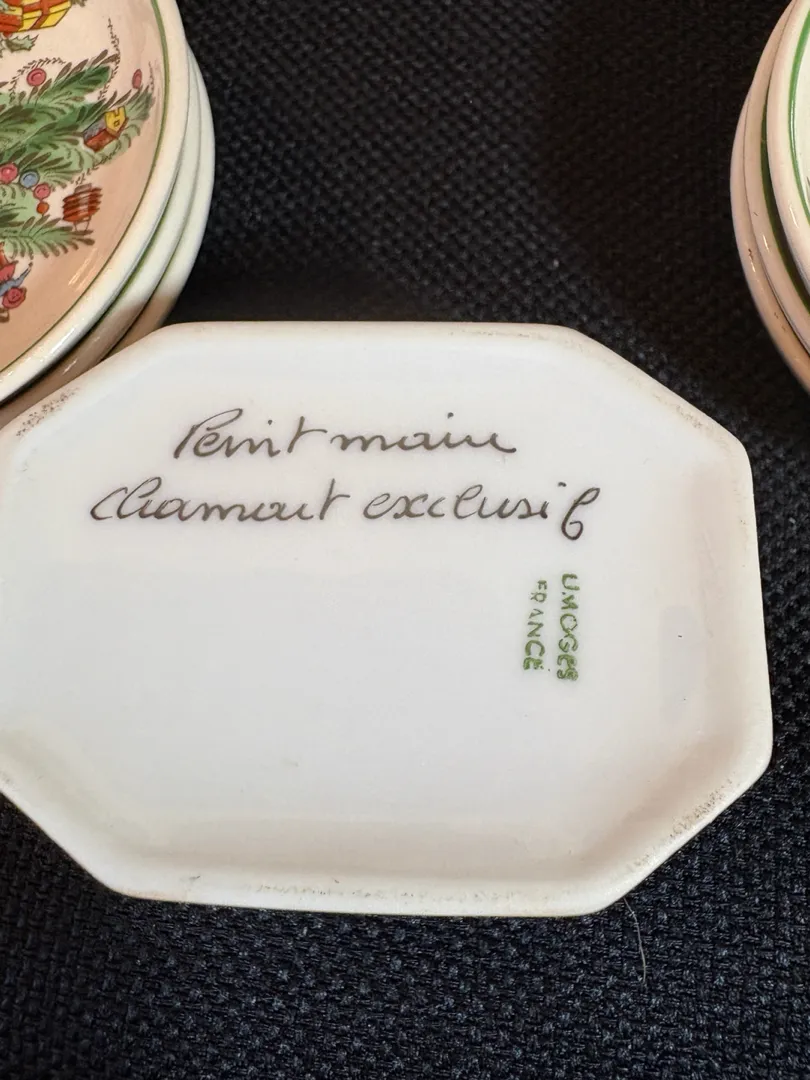 Peint main
Chamart exclusif
LIMOGES
FRANCE